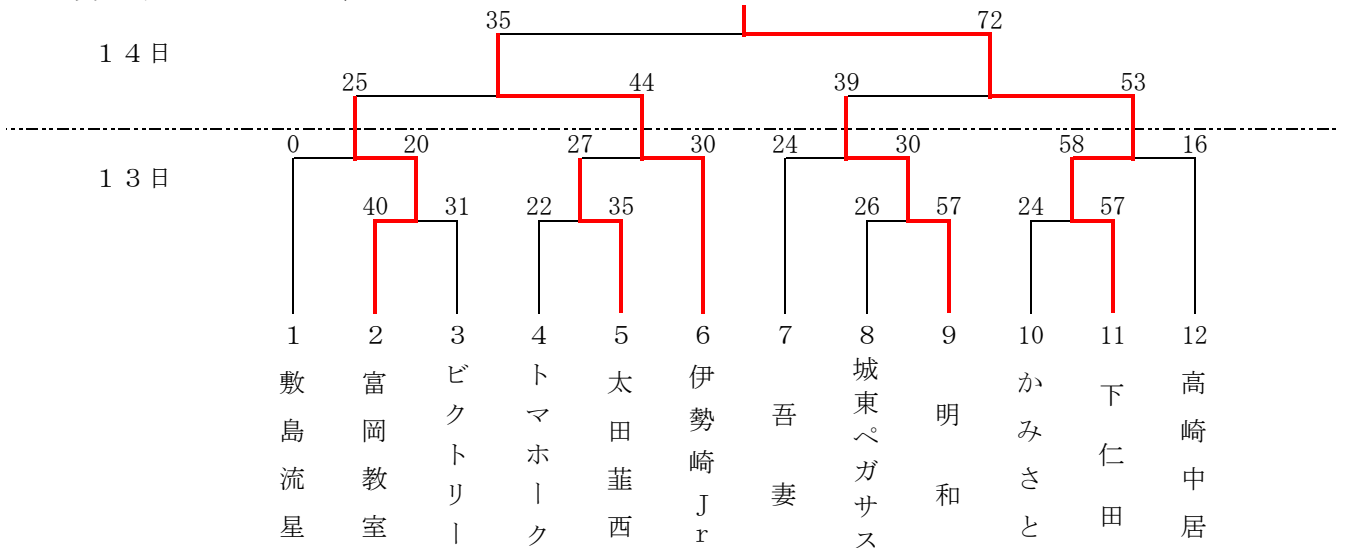 35 72
１４日
25 44 39 53
0 20 27 30 24 30 58 16
１３日
40 31 22 35 26 57 24 57
1 2 3 4 5 6 7 8 9 10 11 12
敷島流星
富岡教室
ビクトリー
トマホーク
太田韮西
伊勢崎Jr
吾妻
城東ペガサス
明和
かみさと
下仁田
高崎中居